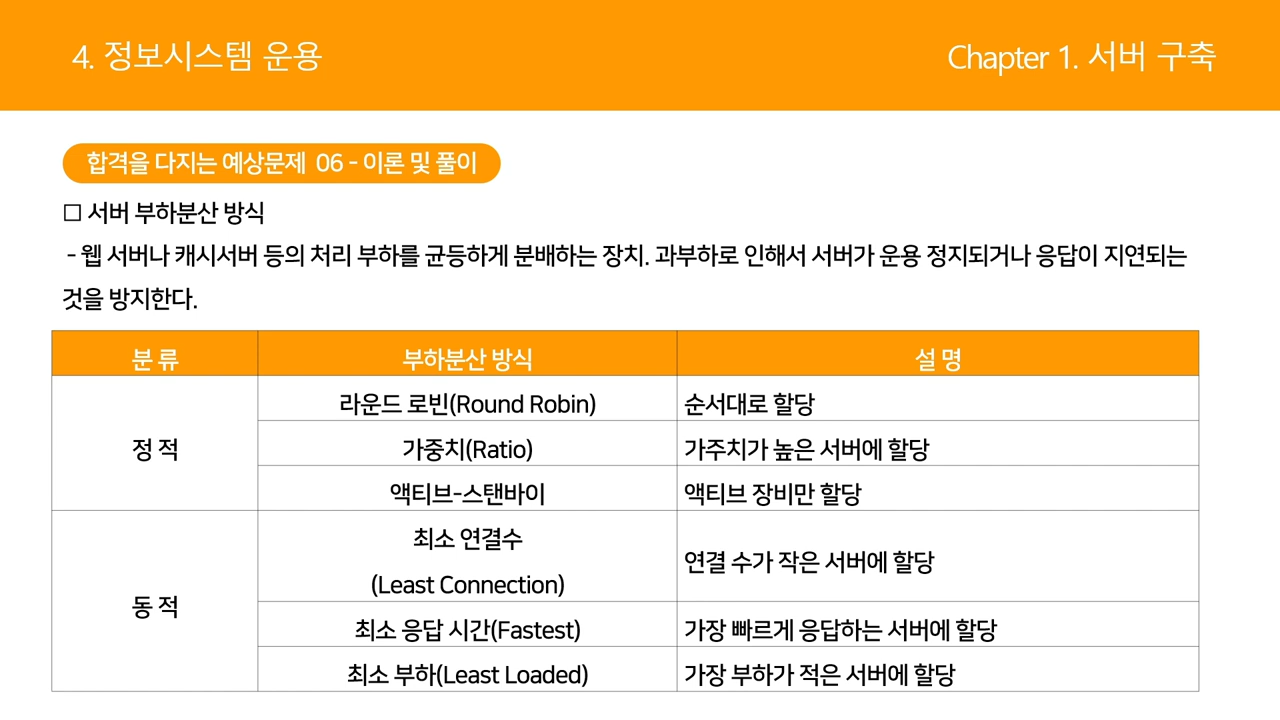 4. 정보시스템 운용
Chapter 1. 서버 구축
합격을 다지는 예상문제 06 - 이론 및 풀이
□ 서버 부하분산 방식
- 웹 서버나 캐시서버 등의 처리 부하를 균등하게 분배하는 장치. 과부하로 인해서 서버가 운용 정지되거나 응답이 지연되는
것을 방지한다.
분 류 부하분산 방식 설 명
정 적
라운드 로빈(Round Robin) 순서대로 할당
가중치(Ratio) 가주치가 높은 서버에 할당
액티브-스탠바이 액티브 장비만 할당
동 적
최소 연결수
(Least Connection)
연결 수가 작은 서버에 할당
최소 응답 시간(Fastest) 가장 빠르게 응답하는 서버에 할당
최소 부하(Least Loaded) 가장 부하가 적은 서버에 할당